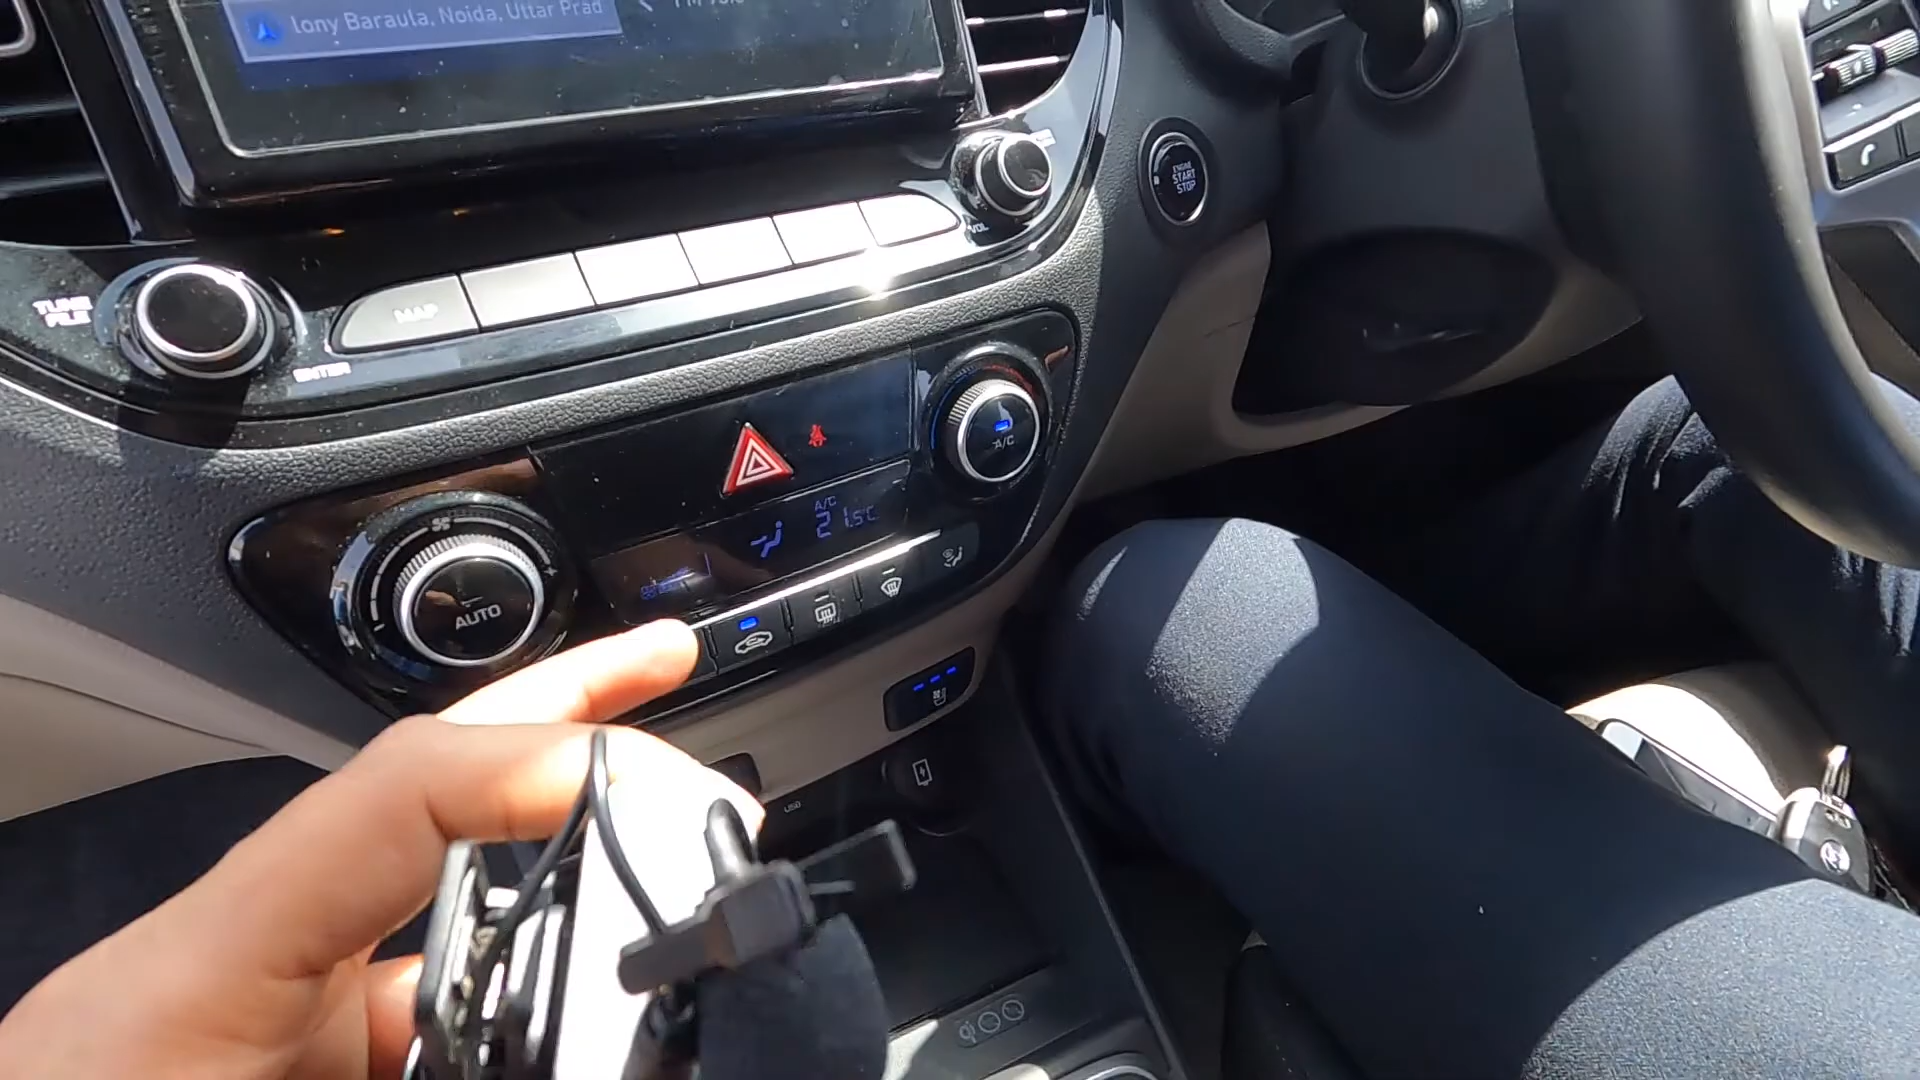 lony Baraula, Noida, Uttar Prad
ENGINE
START
STOP
VOL
TUNE
FILE
MAP
ENTER
A/C
A/C
21.5°C
AUTO
USB